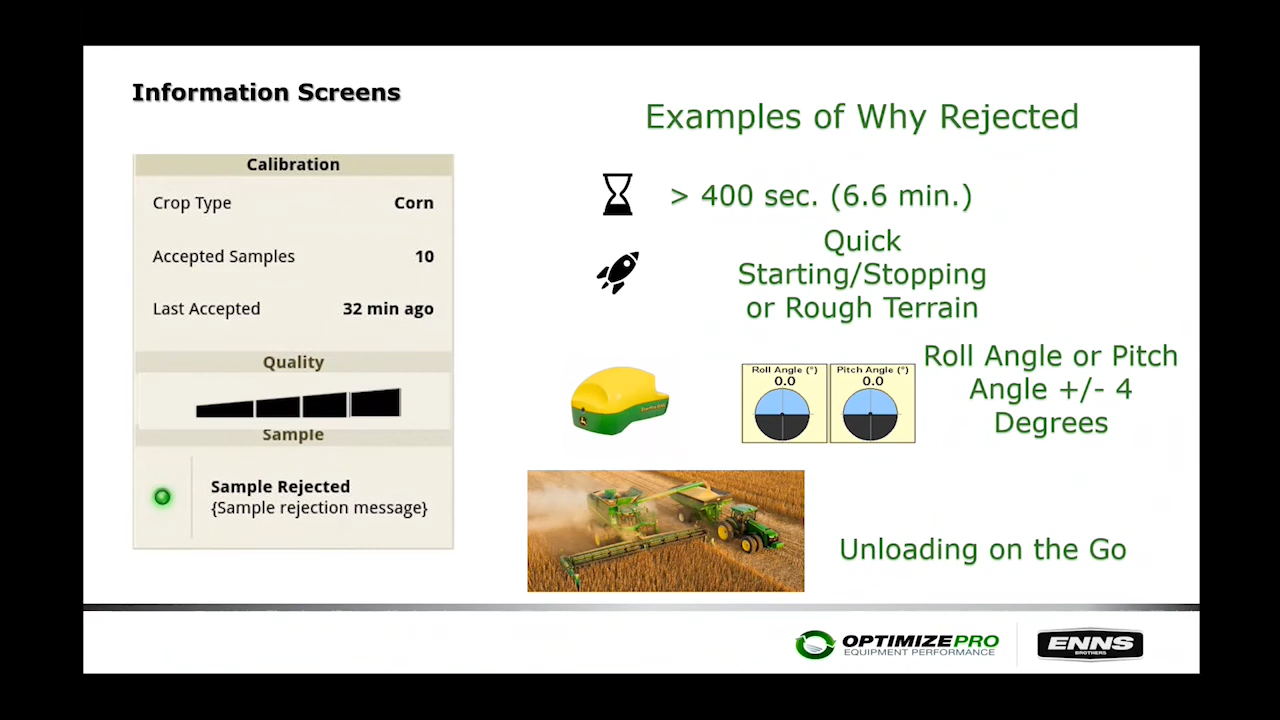 Information Screens
Calibration
Crop Type Corn
Accepted Samples 10
Last Accepted 32 min ago
Quality
Sample
Sample Rejected
{Sample rejection message}
Examples of Why Rejected
> 400 sec. (6.6 min.)
Quick
Starting/Stopping
or Rough Terrain
Roll Angle (°)
0.0
Pitch Angle (°)
0.0
Roll Angle or Pitch
Angle +/- 4
Degrees
Unloading on the Go
OPTIMIZEPRO
EQUIPMENT PERFORMANCE
ENNS
BROTHERS